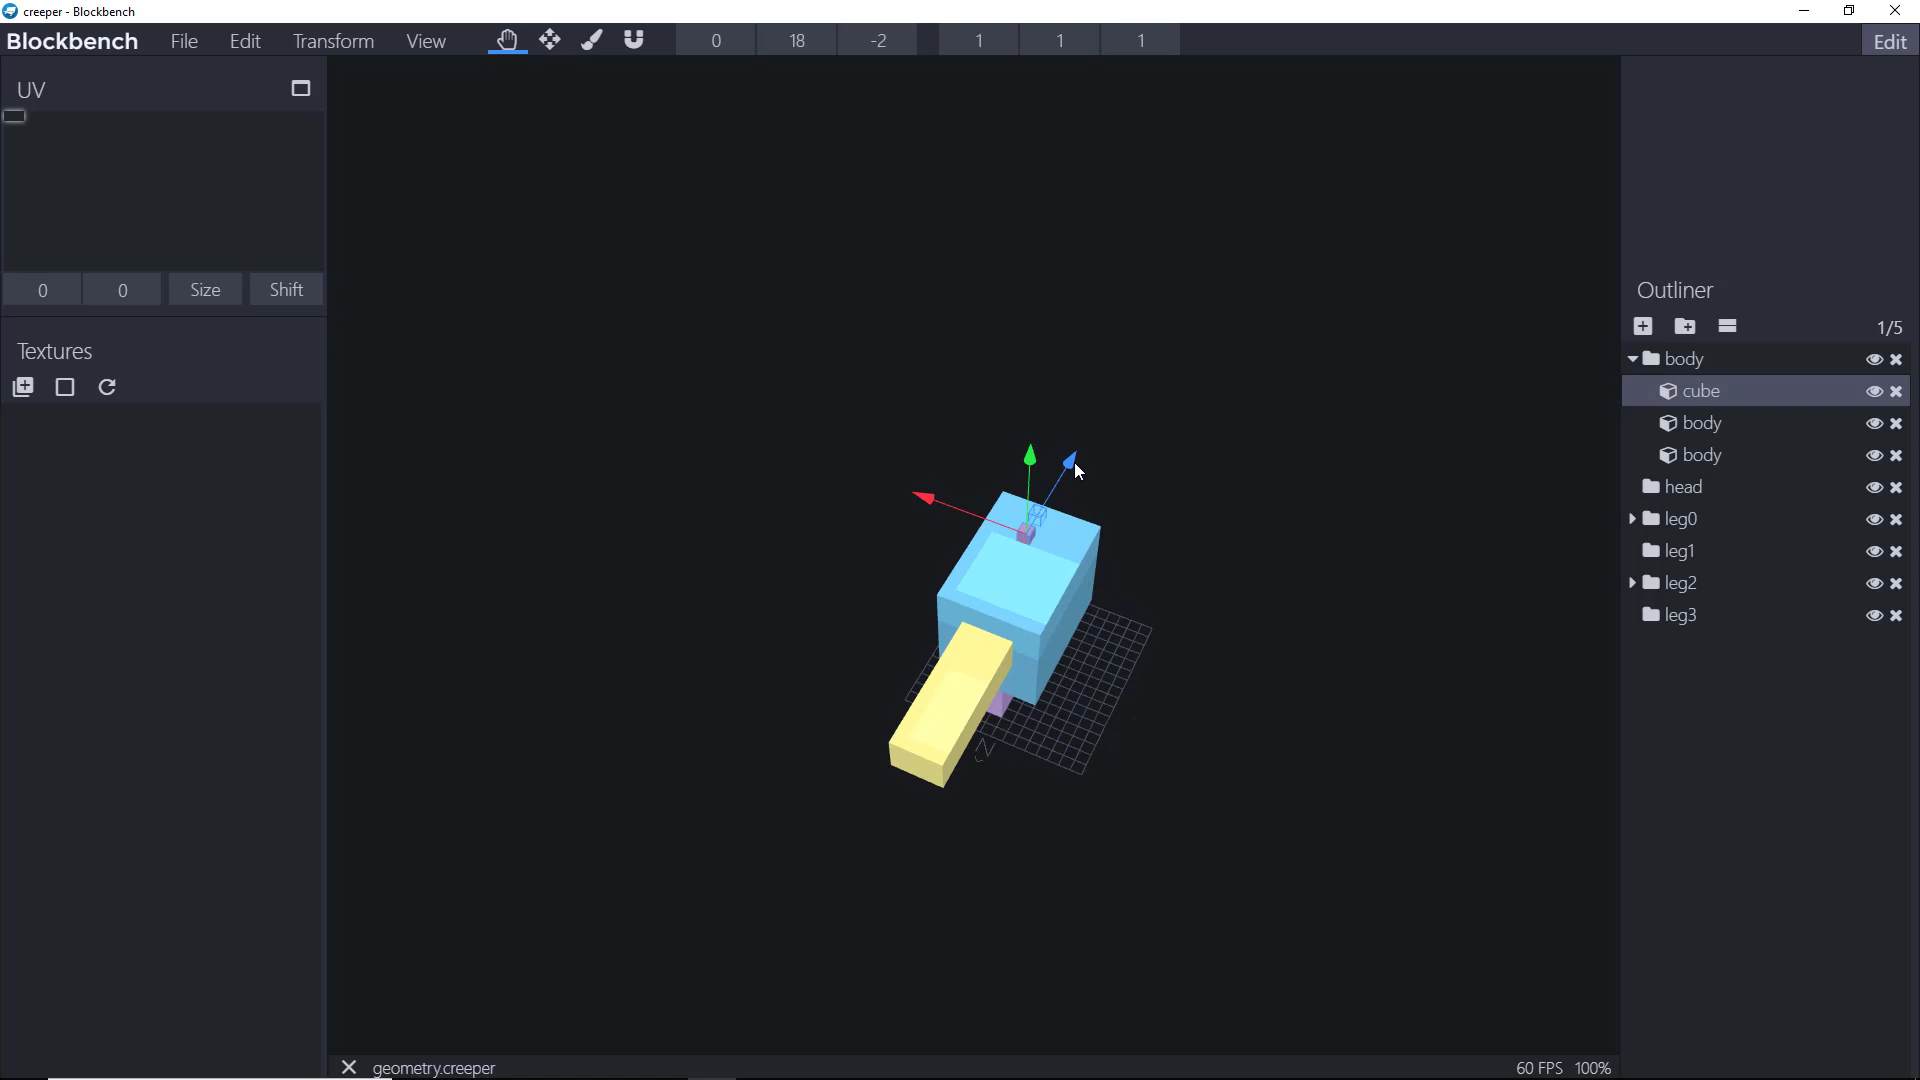 creeper - Blockbench
Blockbench File Edit Transform View 0 18 -2 1 1 1 Edit
UV
0 0 Size Shift
Textures
Outliner
1/5
body
cube
body
body
head
leg0
leg1
leg2
leg3
N
geometry.creeper 60 FPS 100%